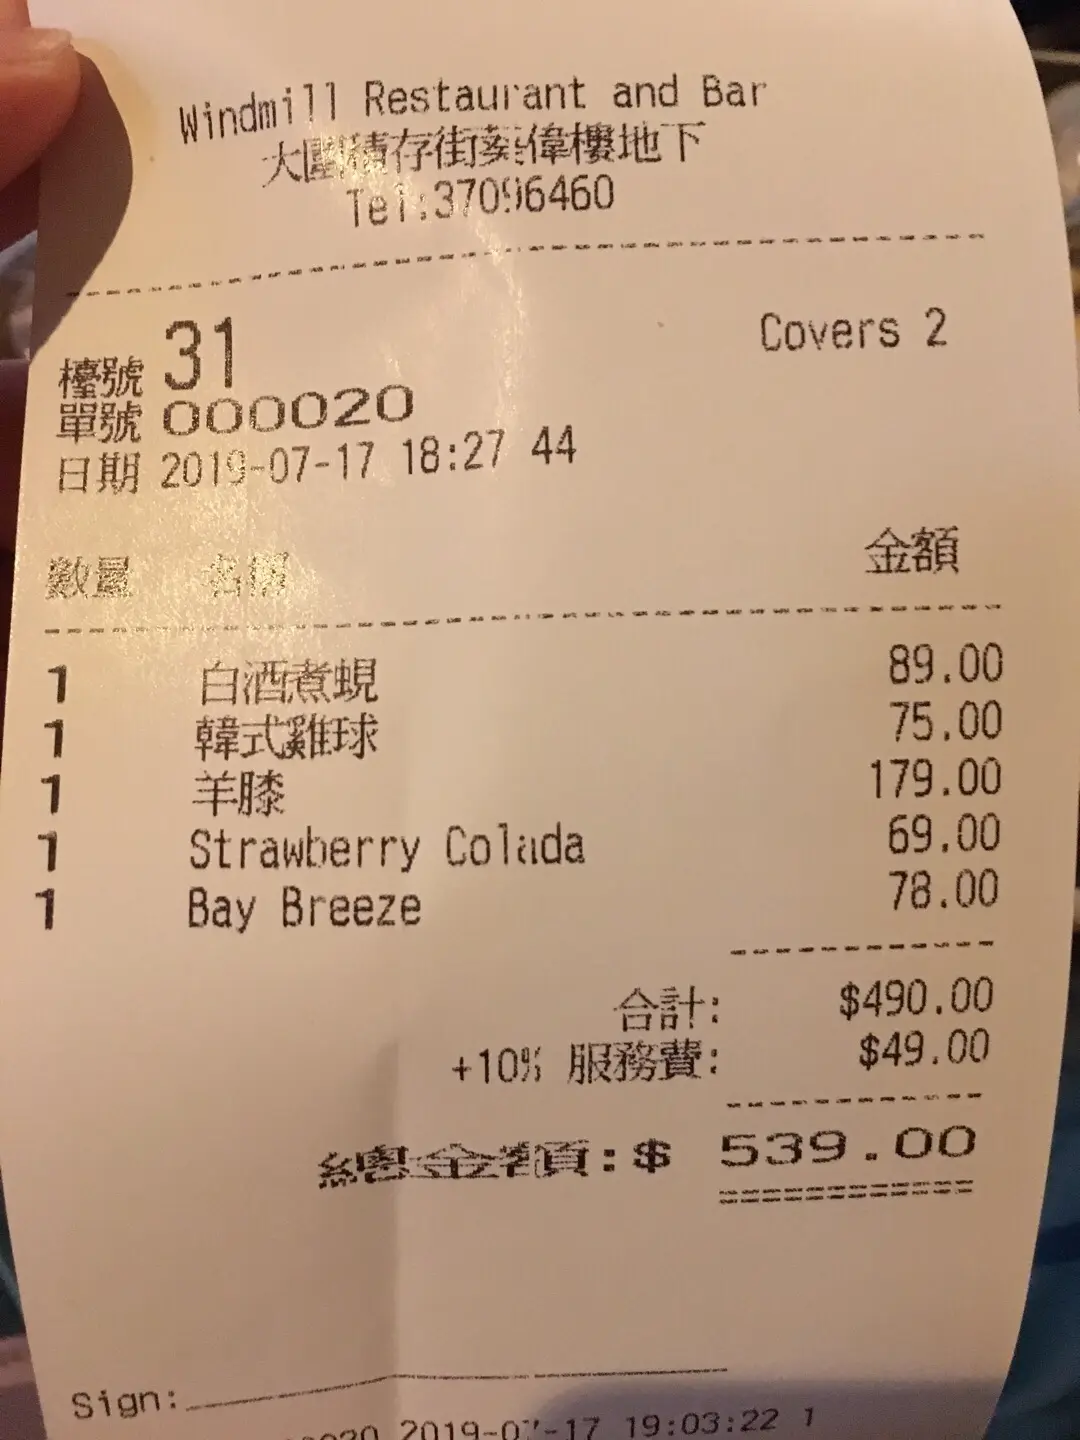 Windmill Restaurant and Bar
大圍積存街葵偉樓地下
Tel:37096460
Covers 2
檯號 31
單號 000020
日期 2019-07-17 18:27 44
數量 名稱 金額
1 白酒煮蜆 89.00
1 韓式雞球 75.00
1 羊膝 179.00
1 Strawberry Colada 69.00
1 Bay Breeze 78.00
合計: $490.00
+10% 服務費: $49.00
總金額:$ 539.00
Sign:
2019-07-17 19:03:22 1